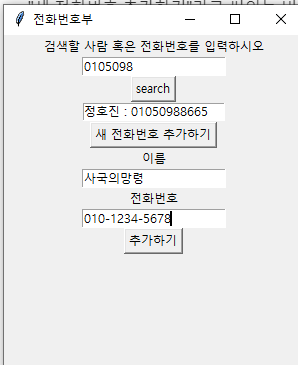 전화번호부
검색할 사람 혹은 전화번호를 입력하시오
0105098
search
정호진 : 01050988665
새 전화번호 추가하기
이름
사국의망령
전화번호
010-1234-5678
추가하기